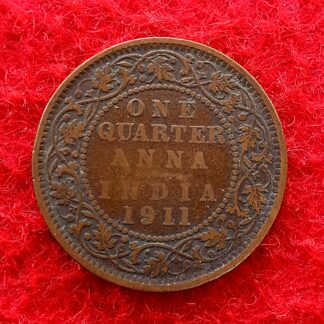 ONE
QUARTER
ANNA
INDIA
1911